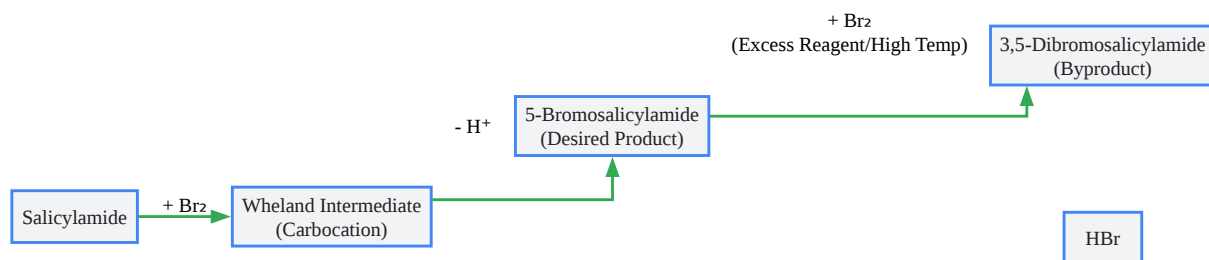 + Br₂
(Excess Reagent/High Temp)
3,5-Dibromosalicylamide
(Byproduct)
- H⁺
5-Bromosalicylamide
(Desired Product)
Salicylamide
+ Br₂
Wheland Intermediate
(Carbocation)
HBr